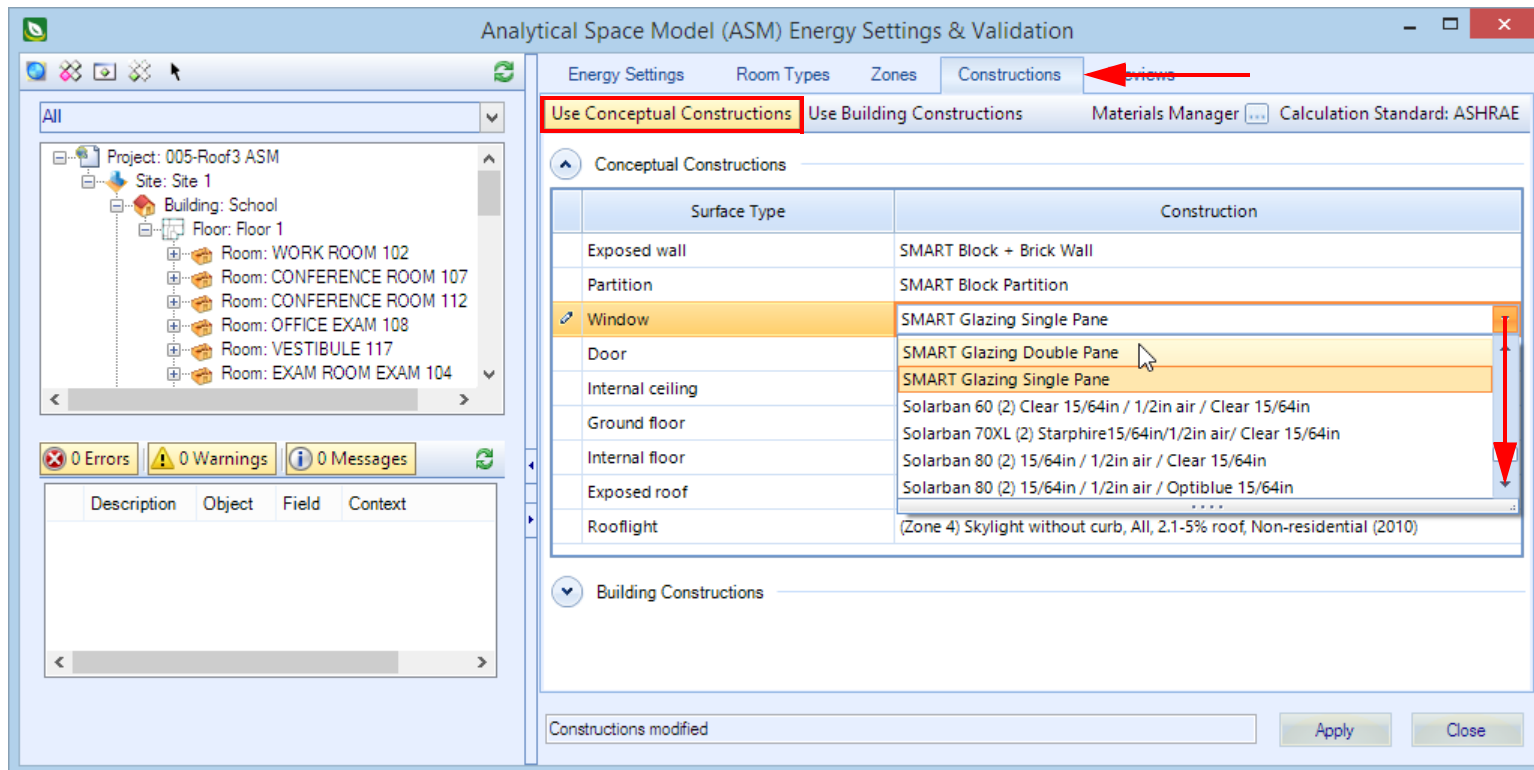 Analytical Space Model (ASM) Energy Settings & Validation
All
Project: 005-Roof3 ASM
Site: Site 1
Building: School
Floor: Floor 1
Room: WORK ROOM 102
Room: CONFERENCE ROOM 107
Room: CONFERENCE ROOM 112
Room: OFFICE EXAM 108
Room: VESTIBULE 117
Room: EXAM ROOM EXAM 104
0 Errors 0 Warnings 0 Messages
Description Object Field Context
Energy Settings Room Types Zones Constructions
Use Conceptual Constructions Use Building Constructions Materials Manager ... Calculation Standard: ASHRAE
Conceptual Constructions
Surface Type Construction
Exposed wall SMART Block + Brick Wall
Partition SMART Block Partition
Window SMART Glazing Single Pane
Door
Internal ceiling
Ground floor
Internal floor
Exposed roof
SMART Glazing Double Pane
SMART Glazing Single Pane
Solarban 60 (2) Clear 15/64in / 1/2in air / Clear 15/64in
Solarban 70XL (2) Starphire15/64in/1/2in air/ Clear 15/64in
Solarban 80 (2) 15/64in / 1/2in air / Clear 15/64in
Solarban 80 (2) 15/64in / 1/2in air / Optiblue 15/64in
Rooflight (Zone 4) Skylight without curb, All, 2.1-5% roof, Non-residential (2010)
Building Constructions
Constructions modified Apply Close